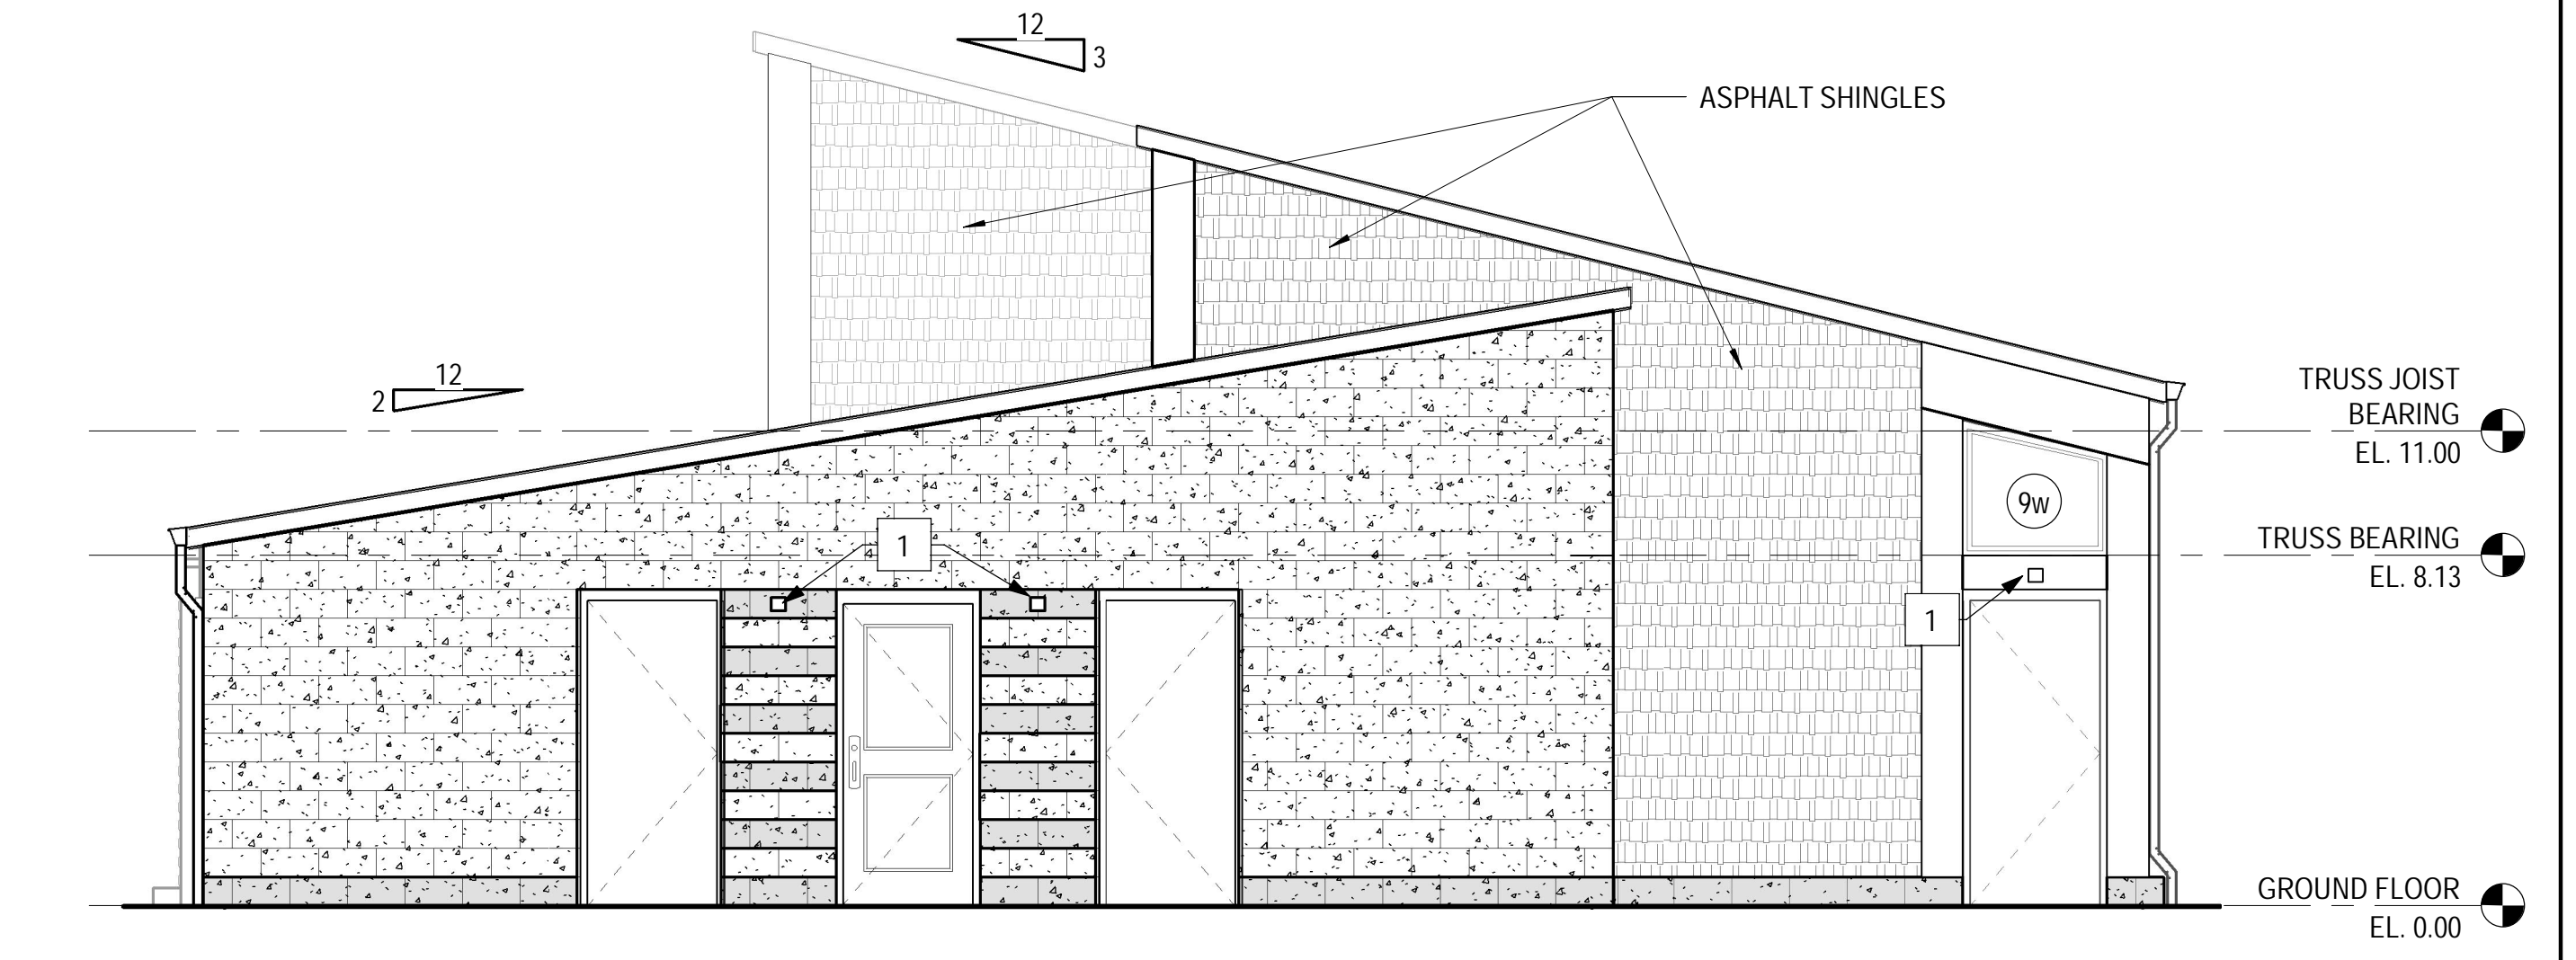 12
3
ASPHALT SHINGLES
12
2
TRUSS JOIST
BEARING
EL. 11.00
9w
1
TRUSS BEARING
EL. 8.13
1
GROUND FLOOR
EL. 0.00